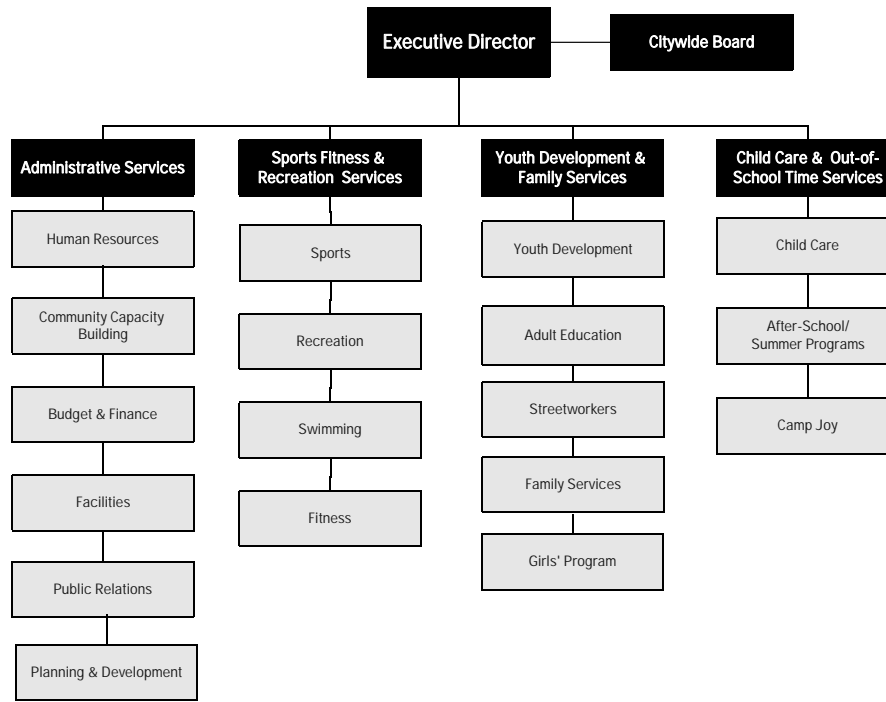 Executive Director
Citywide Board
Administrative Services
Human Resources
Community Capacity
Building
Budget & Finance
Facilities
Public Relations
Planning & Development
Sports Fitness &
Recreation Services
Sports
Recreation
Swimming
Fitness
Youth Development &
Family Services
Youth Development
Adult Education
Streetworkers
Family Services
Girls' Program
Child Care & Out-of-
School Time Services
Child Care
After-School/
Summer Programs
Camp Joy